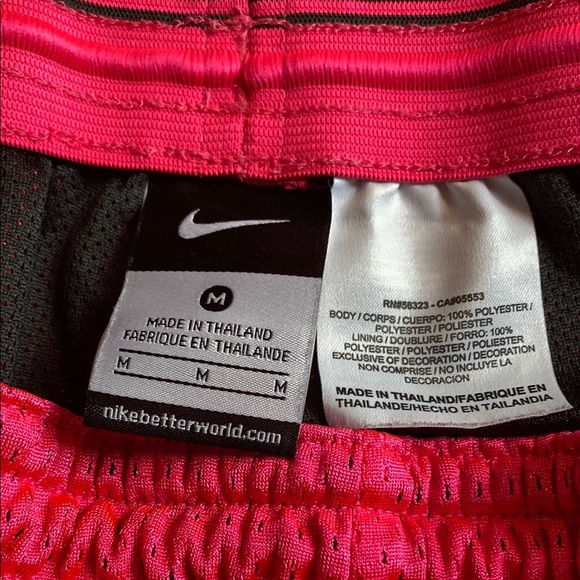 M
MADE IN THAILAND
FABRIQUE EN THAILANDE
M M M
nikebetterworld.com
RN#56323 - CA#05553
BODY / CORPS / CUERPO: 100% POLYESTER /
POLYESTER / POLIESTER
LINING / DOUBLURE / FORRO: 100%
POLYESTER / POLYESTER / POLIESTER
EXCLUSIVE OF DECORATION / DECORATION
NON COMPRISE / NO INCLUYE LA
DECORACION
MADE IN THAILAND/FABRIQUE EN
THAILANDE/HECHO EN TAILANDIA